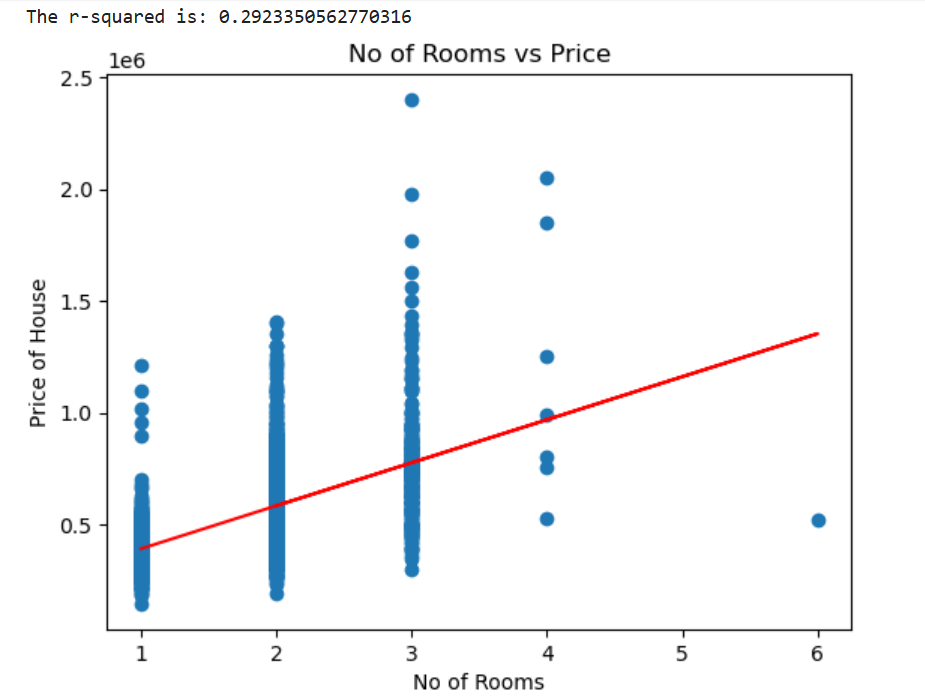 The r-squared is: 0.2923350562770316
No of Rooms vs Price
1e6
2.5
2.0
1.5
1.0
0.5
Price of House
1 2 3 4 5 6
No of Rooms